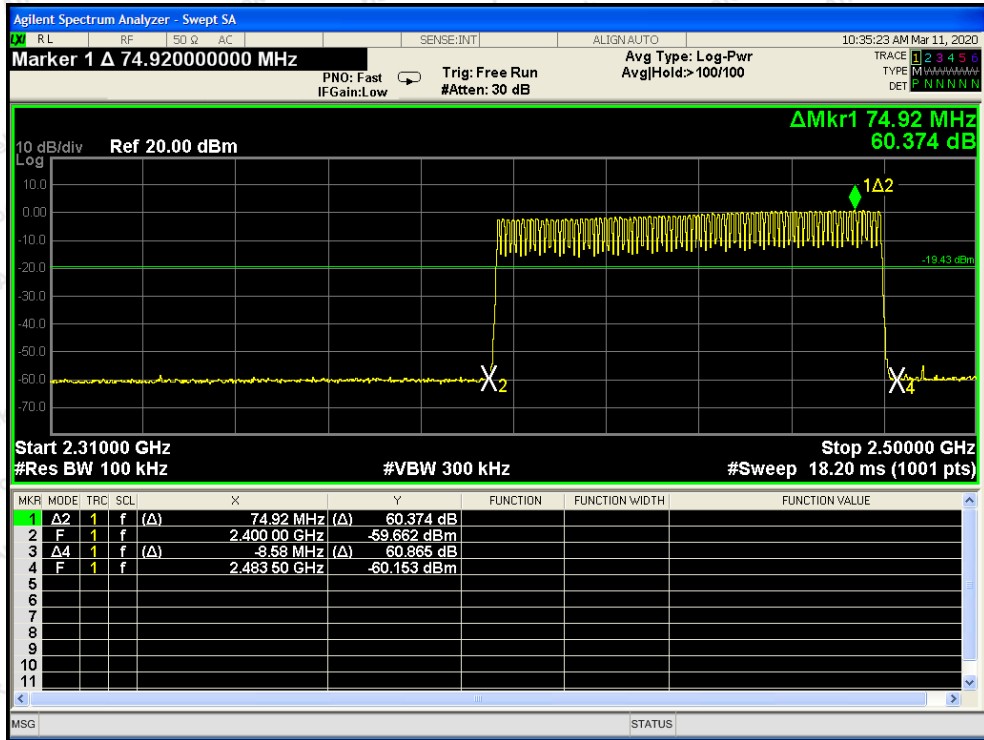 Agilent Spectrum Analyzer - Swept SA
LXI RL RF 50 Ω AC SENSE:INT ALIGNAUTO 10:35:23 AM Mar 11, 2020
Marker 1 Δ 74.920000000 MHz
PNO: Fast
IFGain:Low
Trig: Free Run
#Atten: 30 dB
Avg Type: Log-Pwr
Avg|Hold:>100/100
TRACE 1 2 3 4 5 6
TYPE M WWWWW
DET P N N N N N
ΔMkr1 74.92 MHz
60.374 dB
10 dB/div Ref 20.00 dBm
Log
10.0
0.00
-10.0
-20.0
-30.0
-40.0
-50.0
-60.0
-70.0
1Δ2
-19.43 dBm
X2
X4
Start 2.31000 GHz Stop 2.50000 GHz
#Res BW 100 kHz #VBW 300 kHz #Sweep 18.20 ms (1001 pts)
MKR MODE TRC SCL X Y FUNCTION FUNCTION WIDTH FUNCTION VALUE
1 Δ2 1 f (Δ) 74.92 MHz (Δ) 60.374 dB
2 F 1 f 2.400 00 GHz -59.662 dBm
3 Δ4 1 f (Δ) -8.58 MHz (Δ) 60.865 dB
4 F 1 f 2.483 50 GHz -60.153 dBm
5
6
7
8
9
10
11
MSG STATUS